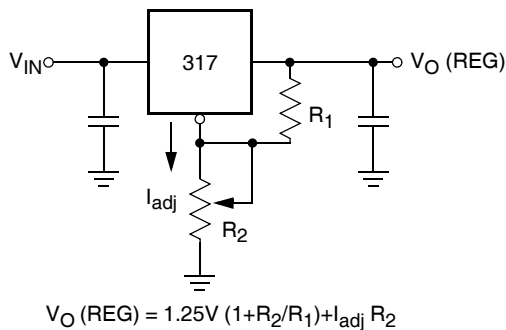 V_IN
317
V_O (REG)
R_1
I_adj
R_2
V_O (REG) = 1.25V (1+R_2/R_1)+I_adj R_2